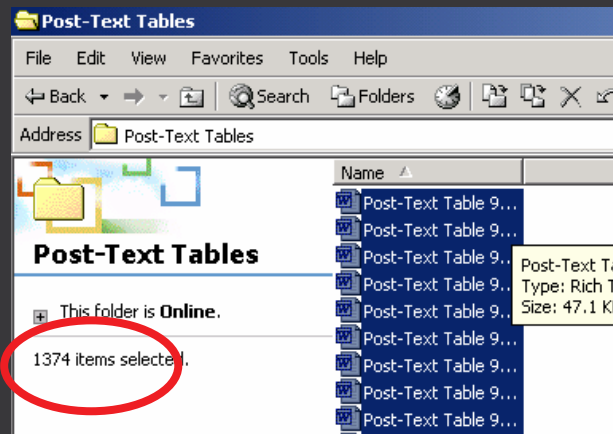 Post-Text Tables
File Edit View Favorites Tools Help
Back Search Folders
Address Post-Text Tables
Name
Post-Text Tables
This folder is Online.
1374 items selected.
Post-Text Table 9...
Post-Text Table 9...
Post-Text Table 9..
Post-Text Table 9..
Post-Text Table 9..
Post-Text Table 9...
Post-Text Table 9...
Post-Text Table 9...
Post-Text Table 9...
Post-Text
Type: Rich
Size: 47.1